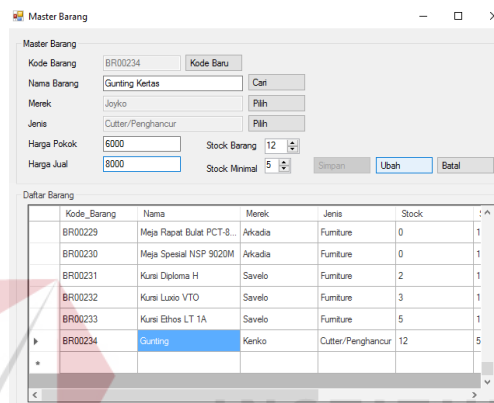 Master Barang
Master Barang
Kode Barang BR00234 Kode Baru
Nama Barang Gunting Kertas Cari
Merek Joyko Pilih
Jenis Cutter/Penghancur Pilih
Harga Pokok 6000 Stock Barang 12
Harga Jual 8000 Stock Minimal 5 Simpan Ubah Batal
Daftar Barang
Kode_Barang Nama Merek Jenis Stock
BR00229 Meja Rapat Bulat PCT-8... Arkadia Furniture 0 1
BR00230 Meja Spesial NSP 9020M Arkadia Furniture 0 1
BR00231 Kursi Diploma H Savelo Furniture 2 1
BR00232 Kursi Luxio VTO Savelo Furniture 3 1
BR00233 Kursi Ethos LT 1A Savelo Furniture 5 1
BR00234 Gunting Kenko Cutter/Penghancur 12 5